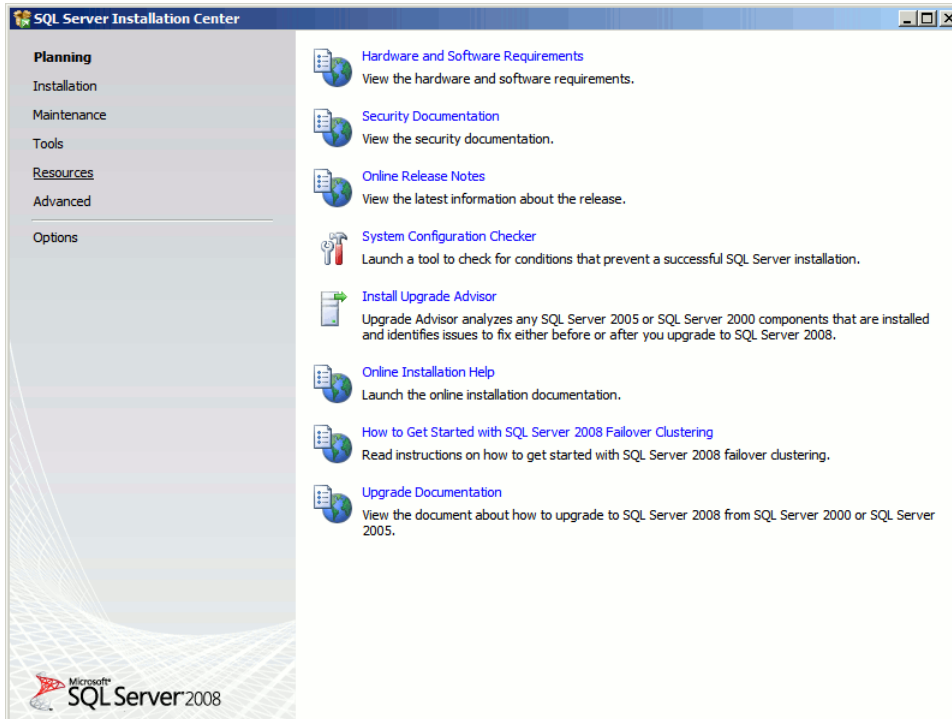 SQL Server Installation Center
Planning
Installation
Maintenance
Tools
Resources
Advanced
Options
Hardware and Software Requirements
View the hardware and software requirements.
Security Documentation
View the security documentation.
Online Release Notes
View the latest information about the release.
System Configuration Checker
Launch a tool to check for conditions that prevent a successful SQL Server installation.
Install Upgrade Advisor
Upgrade Advisor analyzes any SQL Server 2005 or SQL Server 2000 components that are installed
and identifies issues to fix either before or after you upgrade to SQL Server 2008.
Online Installation Help
Launch the online installation documentation.
How to Get Started with SQL Server 2008 Failover Clustering
Read instructions on how to get started with SQL Server 2008 failover clustering.
Upgrade Documentation
View the document about how to upgrade to SQL Server 2008 from SQL Server 2000 or SQL Server
2005.
Microsoft®
SQL Server 2008